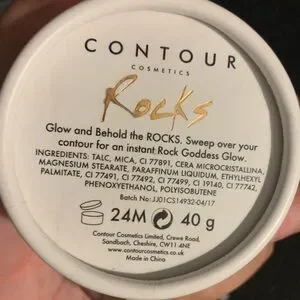 CONTOUR
COSMETICS
Rocks
Glow and Behold the ROCKS. Sweep over your
contour for an instant Rock Goddess Glow.
INGREDIENTS: TALC, MICA, CI 77891, CERA MICROCRISTALLINA,
MAGNESIUM STEARATE, PARAFFINUM LIQUIDUM, ETHYLHEXYL
PALMITATE, CI 77491, CI 77492, CI 77499, CI 19140, CI 77742,
PHENOXYETHANOL, POLYISOBUTENE
Batch No: JJ01CS14932-04/17
24M 40 g
Contour Cosmetics Limited, Crewe Road,
Sandbach, Cheshire, CW11 4NE
www.contourcosmetics.co.uk
Made in China